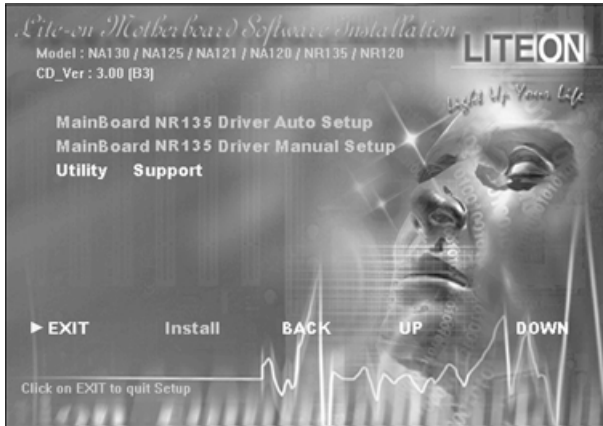 Lite-on Motherboard Software Installation
LITEON
Model : NA130 / NA125 / NA121 / NA120 / NR135 / NR120
CD_Ver : 3.00 (B3)
Light Up Your Life
MainBoard NR135 Driver Auto Setup
MainBoard NR135 Driver Manual Setup
Utility Support
EXIT Install BACK UP DOWN
Click on EXIT to quit Setup